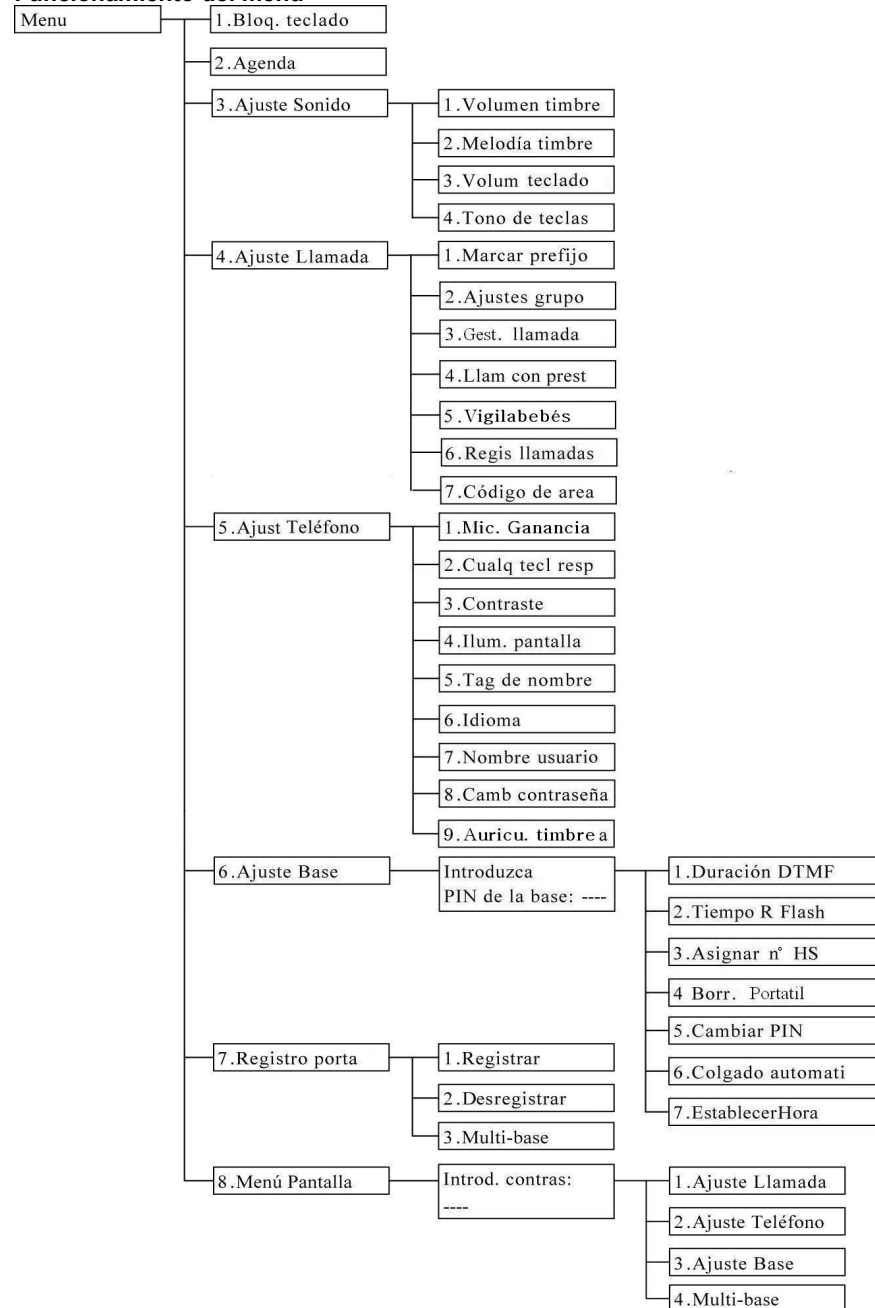 Funcionamiento del menú
Menu
1.Bloq. teclado
2.Agenda
3.Ajuste Sonido
1.Volumen timbre
2.Melodía timbre
3.Volum teclado
4.Tono de teclas
4.Ajuste Llamada
1.Marcar prefijo
2.Ajustes grupo
3.Gest. llamada
4.Llam con prest
5.Vigilabebés
6.Regis llamadas
7.Código de area
5.Ajust Teléfono
1.Mic. Ganancia
2.Cualq tecl resp
3.Contraste
4.Ilum. pantalla
5.Tag de nombre
6.Idioma
7.Nombre usuario
8.Camb contraseña
9.Auricu. timbre a
6.Ajuste Base
Introduzca
PIN de la base: ----
1.Duración DTMF
2.Tiempo R Flash
3.Asignar n° HS
4 Borr. Portatil
5.Cambiar PIN
6.Colgado automati
7.EstablecerHora
7.Registro porta
1.Registrar
2.Desregistrar
3.Multi-base
8.Menú Pantalla
Introd. contras:
----
1.Ajuste Llamada
2.Ajuste Teléfono
3.Ajuste Base
4.Multi-base